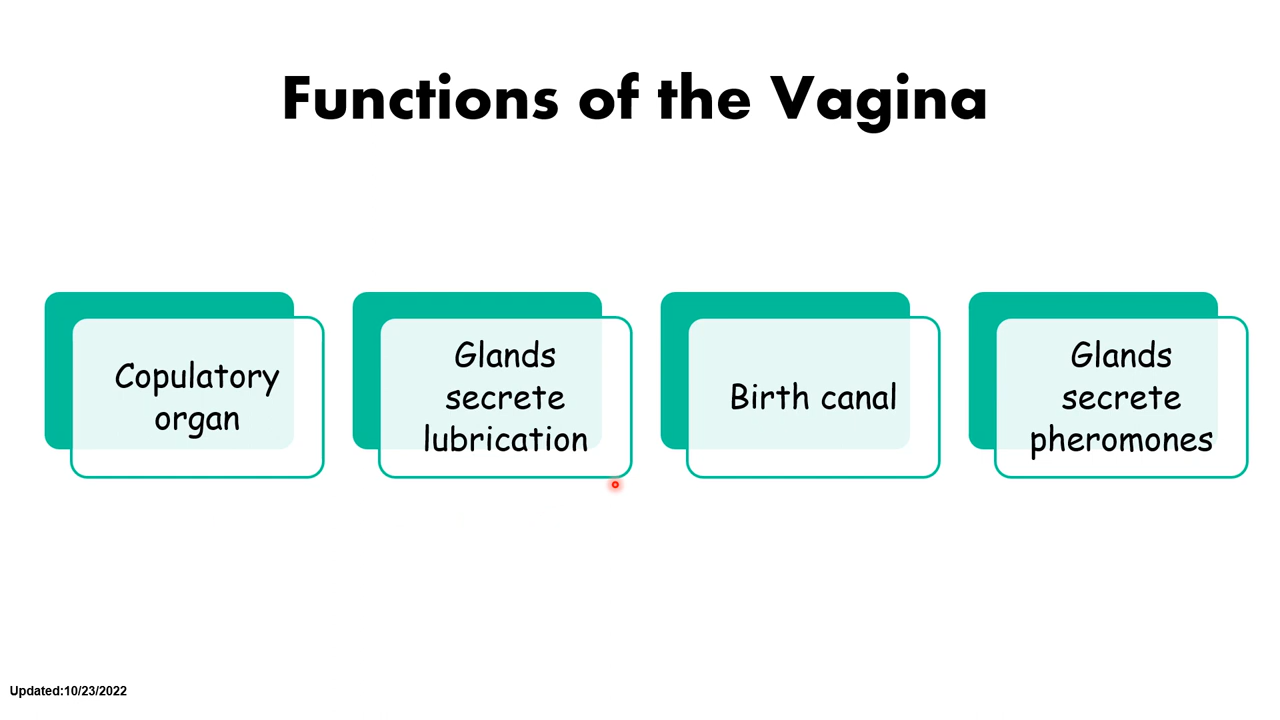 Functions of the Vagina
Copulatory
organ
Glands
secrete
lubrication
Birth canal
Glands
secrete
pheromones
Updated:10/23/2022